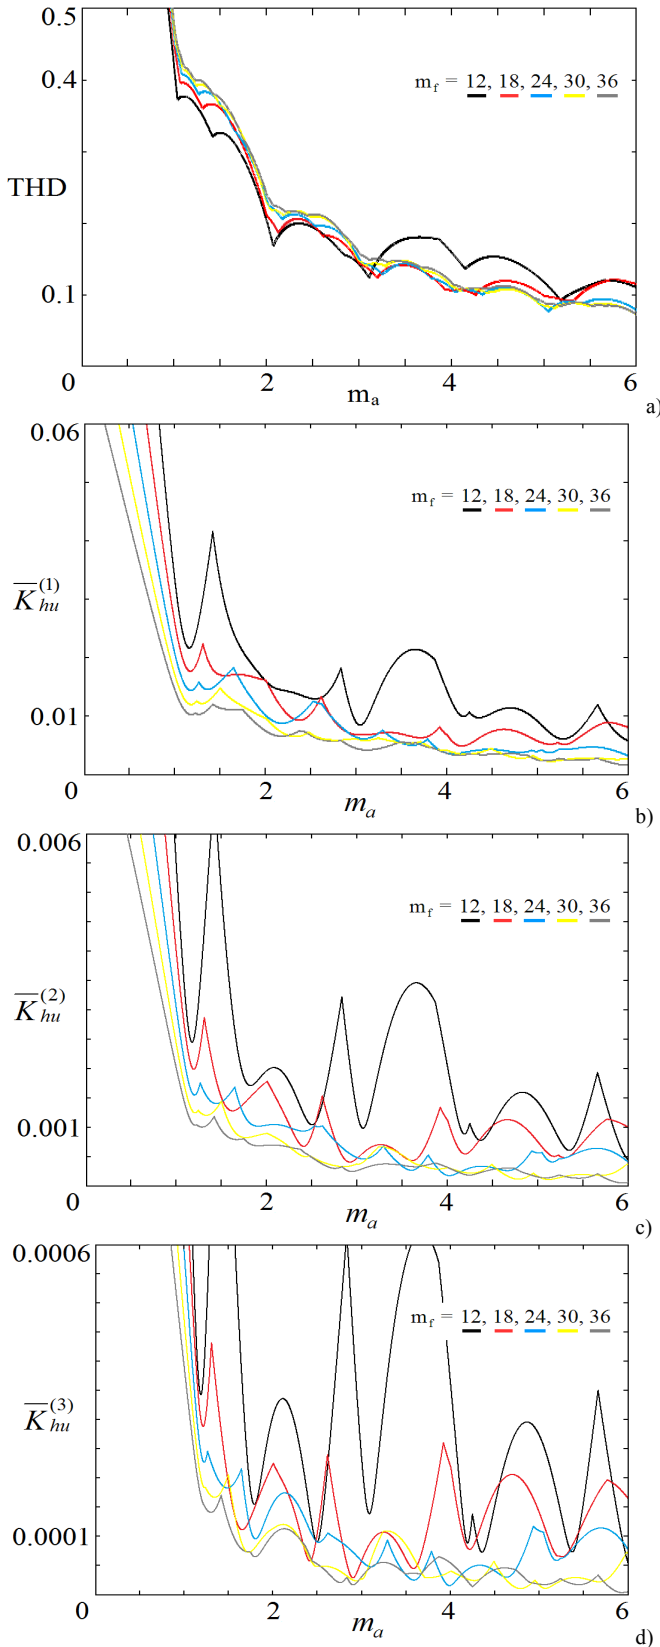 0.5
0.4
m_f = 12, 18, 24, 30, 36
THD
0.1
0 2 4 6
m_a
a)
0.06
m_f = 12, 18, 24, 30, 36
K̅_hu^(1)
0.01
0 2 4 6
m_a
b)
0.006
m_f = 12, 18, 24, 30, 36
K̅_hu^(2)
0.001
0 2 4 6
m_a
c)
0.0006
m_f = 12, 18, 24, 30, 36
K̅_hu^(3)
0.0001
0 2 4 6
m_a
d)